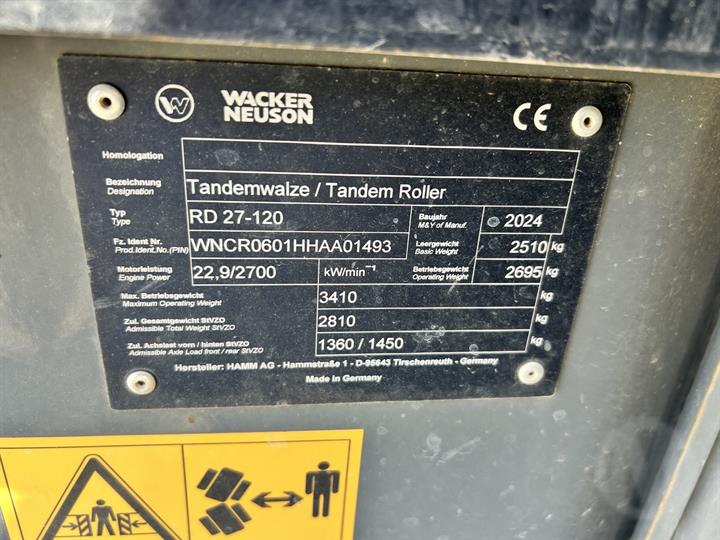 WACKER
NEUSON
CE
Homologation
Bezeichnung
Designation
Tandemwalze / Tandem Roller
Typ
Type
RD 27-120
Baujahr
M&Y of Manuf.
2024
Fz. Ident Nr.
Prod.Ident.No.(PIN)
WNCR0601HHAA01493
Leergewicht
Basic Weight
2510 kg
Motorleistung
Engine Power
22,9/2700
kW/min⁻¹
Betriebsgewicht
Operating Weight
2695 kg
Max. Betriebsgewicht
Maximum Operating Weight
3410 kg
Zul. Gesamtgewicht StVZO
Admissible Total Weight StVZO
2810 kg
Zul. Achslast vorn / hinten StVZO
Admissible Axle Load front / rear StVZO
1360 / 1450 kg
Hersteller: HAMM AG - Hammstraße 1 - D-95643 Tirschenreuth - Germany
Made in Germany